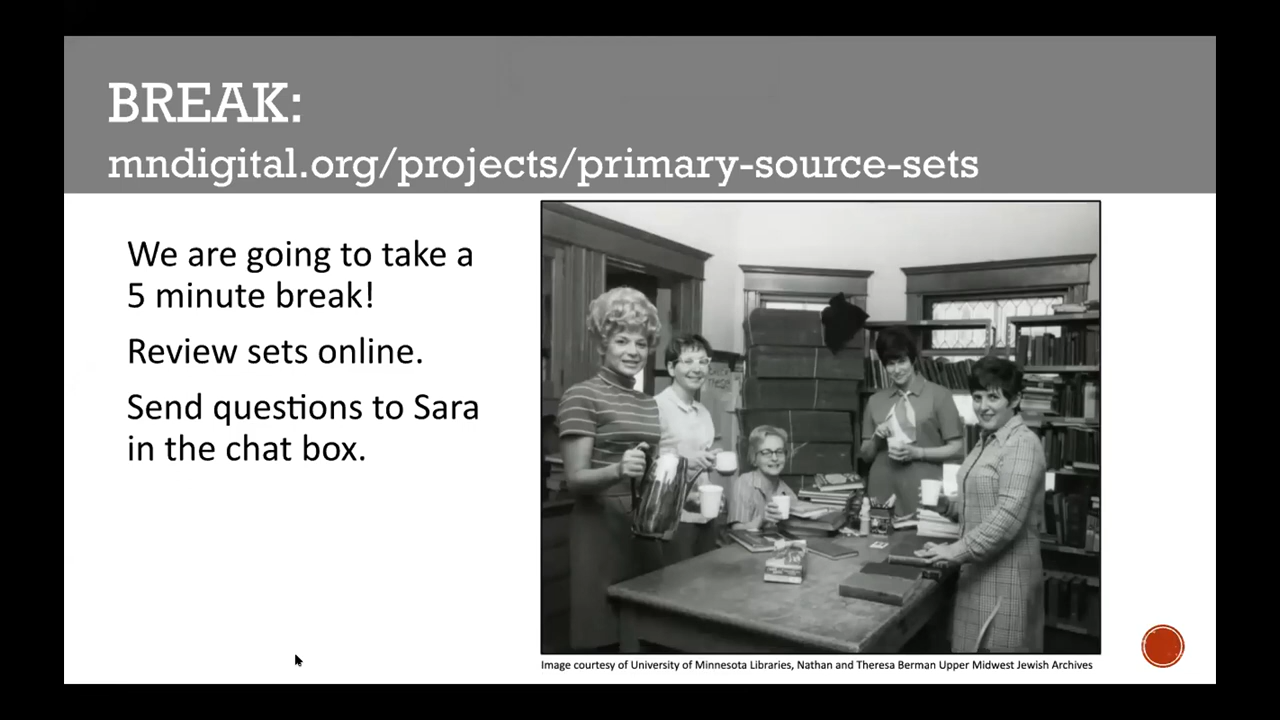 BREAK:
mndigital.org/projects/primary-source-sets
We are going to take a
5 minute break!
Review sets online.
Send questions to Sara
in the chat box.
Image courtesy of University of Minnesota Libraries, Nathan and Theresa Berman Upper Midwest Jewish Archives